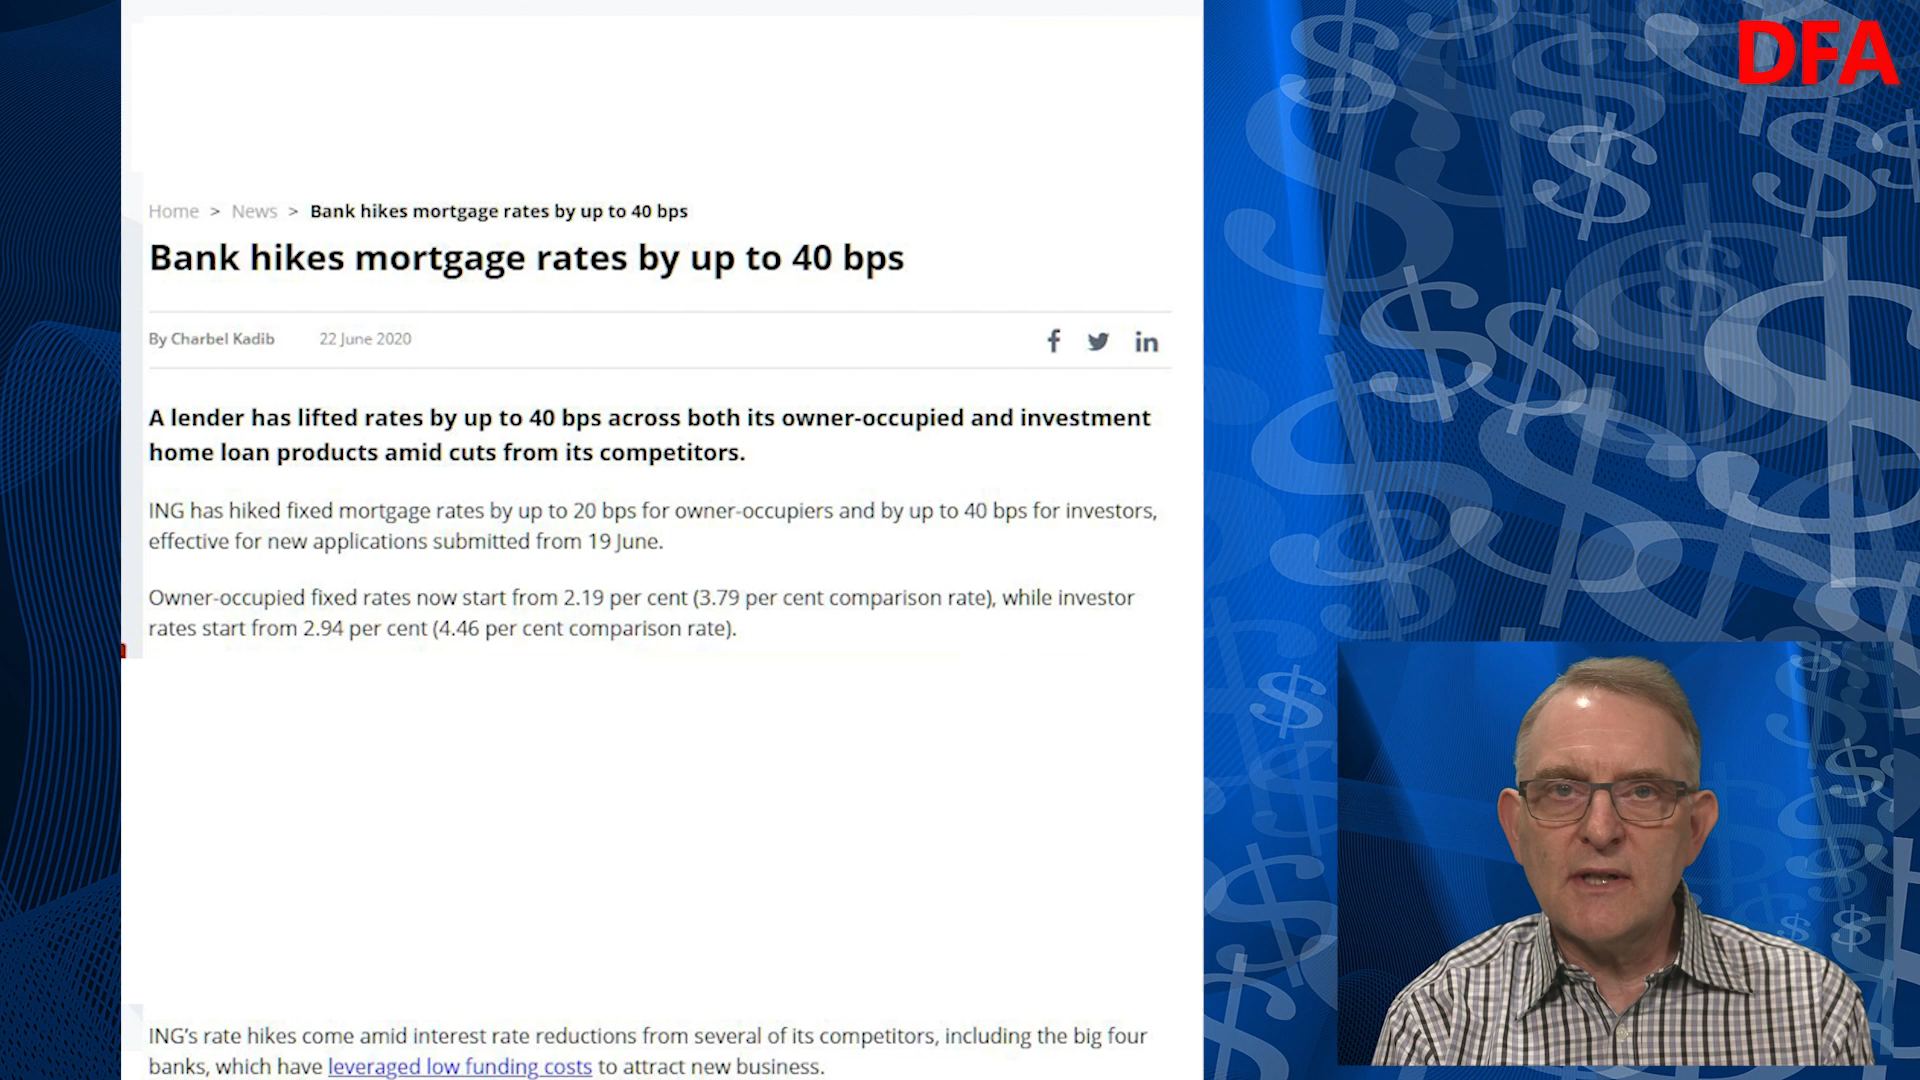 DFA
Home > News > Bank hikes mortgage rates by up to 40 bps
Bank hikes mortgage rates by up to 40 bps
By Charbel Kadib 22 June 2020
A lender has lifted rates by up to 40 bps across both its owner-occupied and investment
home loan products amid cuts from its competitors.
ING has hiked fixed mortgage rates by up to 20 bps for owner-occupiers and by up to 40 bps for investors,
effective for new applications submitted from 19 June.
Owner-occupied fixed rates now start from 2.19 per cent (3.79 per cent comparison rate), while investor
rates start from 2.94 per cent (4.46 per cent comparison rate).
ING’s rate hikes come amid interest rate reductions from several of its competitors, including the big four
banks, which have leveraged low funding costs to attract new business.